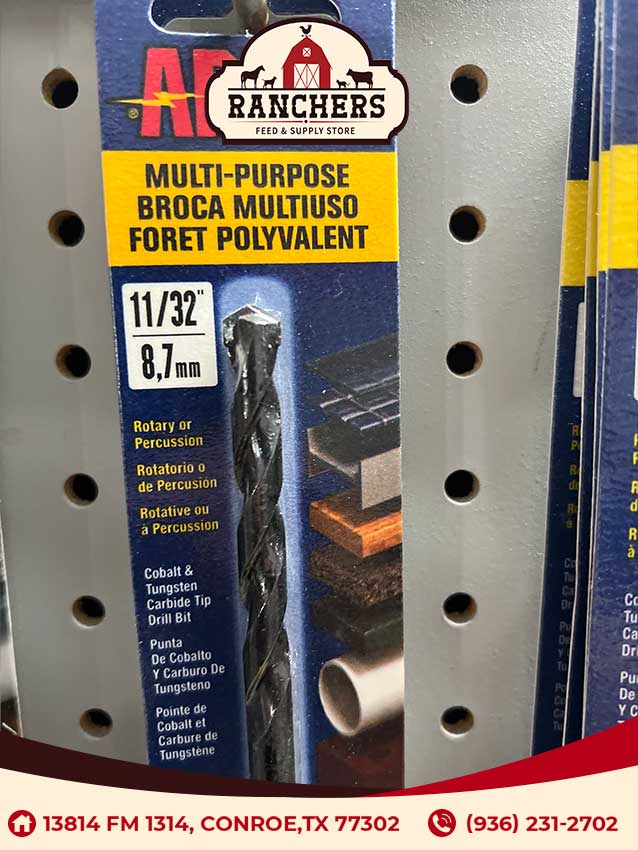 RANCHERS
FEED & SUPPLY STORE
MULTI-PURPOSE
BROCA MULTIUSO
FORET POLYVALENT
11/32"
8,7mm
Rotary or
Percussion
Rotatorio o
de Percusión
Rotative ou
à Percussion
Cobalt &
Tungsten
Carbide Tip
Drill Bit
Punta
De Cobalto
Y Carburo De
Tungsteno
Pointe de
Cobalt et
Carbure de
Tungstène
13814 FM 1314, CONROE,TX 77302
(936) 231-2702